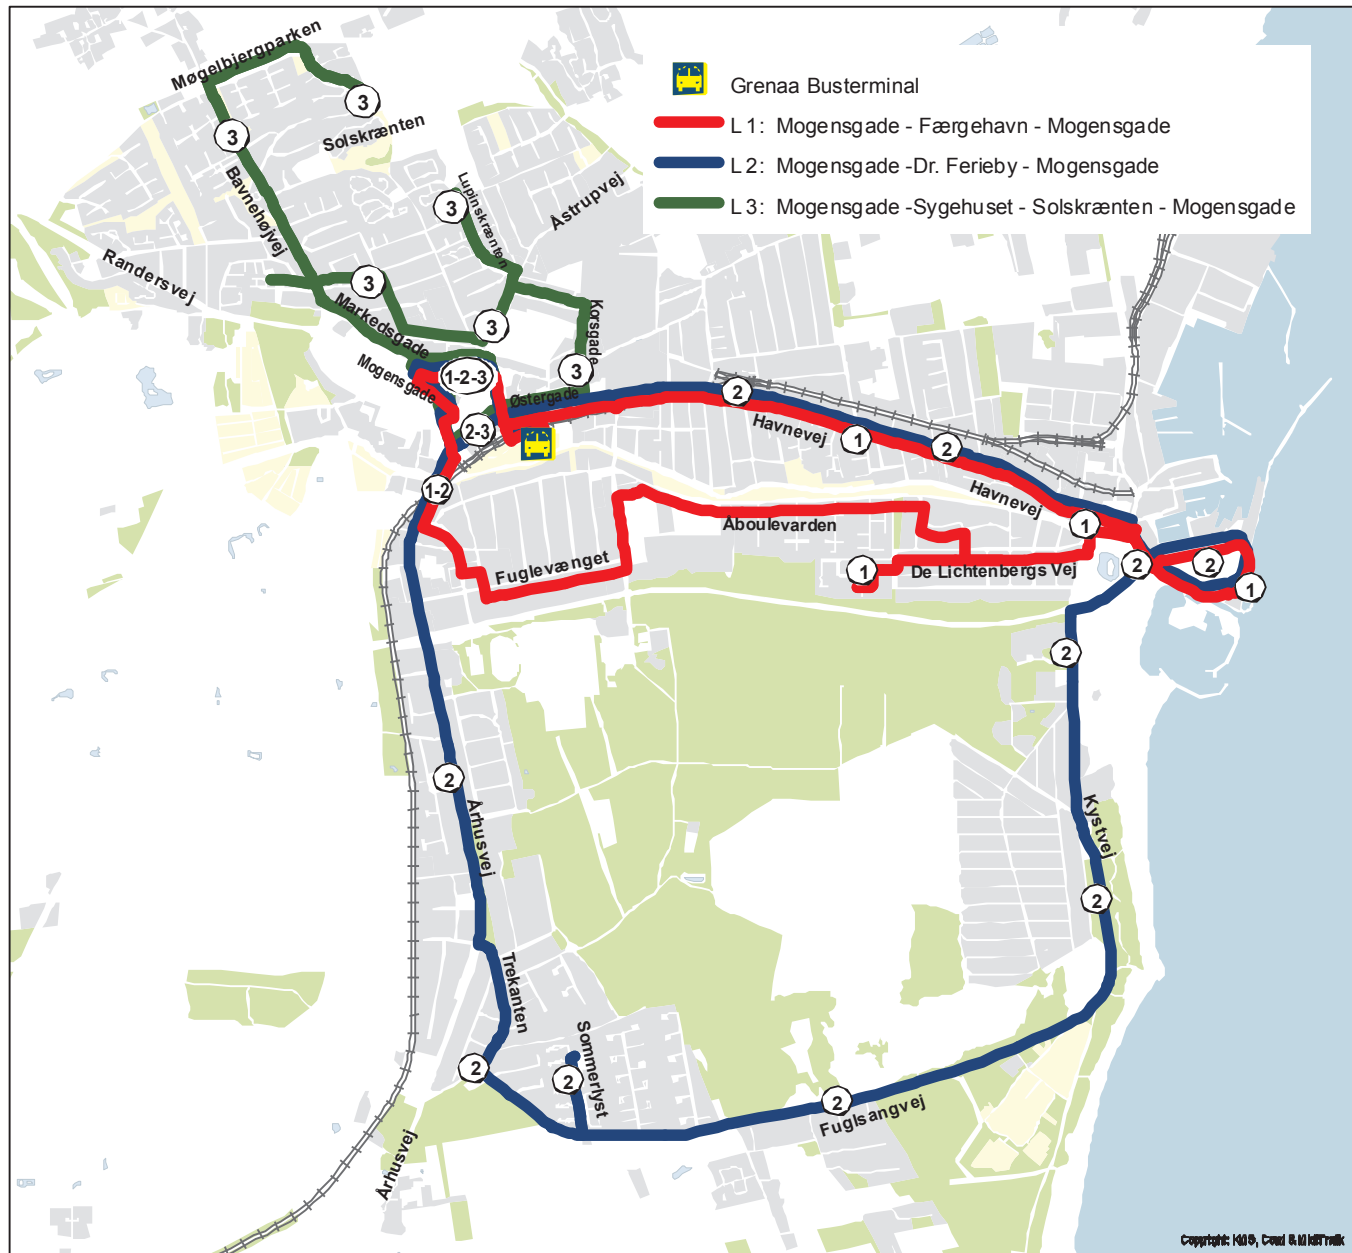 Møgelbjergparken
Grenaa Busterminal
3
3
Solskrænten
L 1: Mogensgade - Færgehavn - Mogensgade
Bavnehøjvej
Lupinskrænten
3
Åstrupvej
L 2: Mogensgade -Dr. Ferieby - Mogensgade
L 3: Mogensgade -Sygehuset - Solskrænten - Mogensgade
Randersvej
3
Markedsgade
3
Korsgade
Mogensgade
1-2-3
3
Østergade
2
2-3
Havnevej
1
2
1-2
Havnevej
Åboulevarden
1
Fuglevænget
1
De Lichtenbergs Vej
2
2
1
2
2
Århusvej
Kystvej
2
Trekanten
2
Sommerlyst
2
2
Fuglsangvej
Århusvej